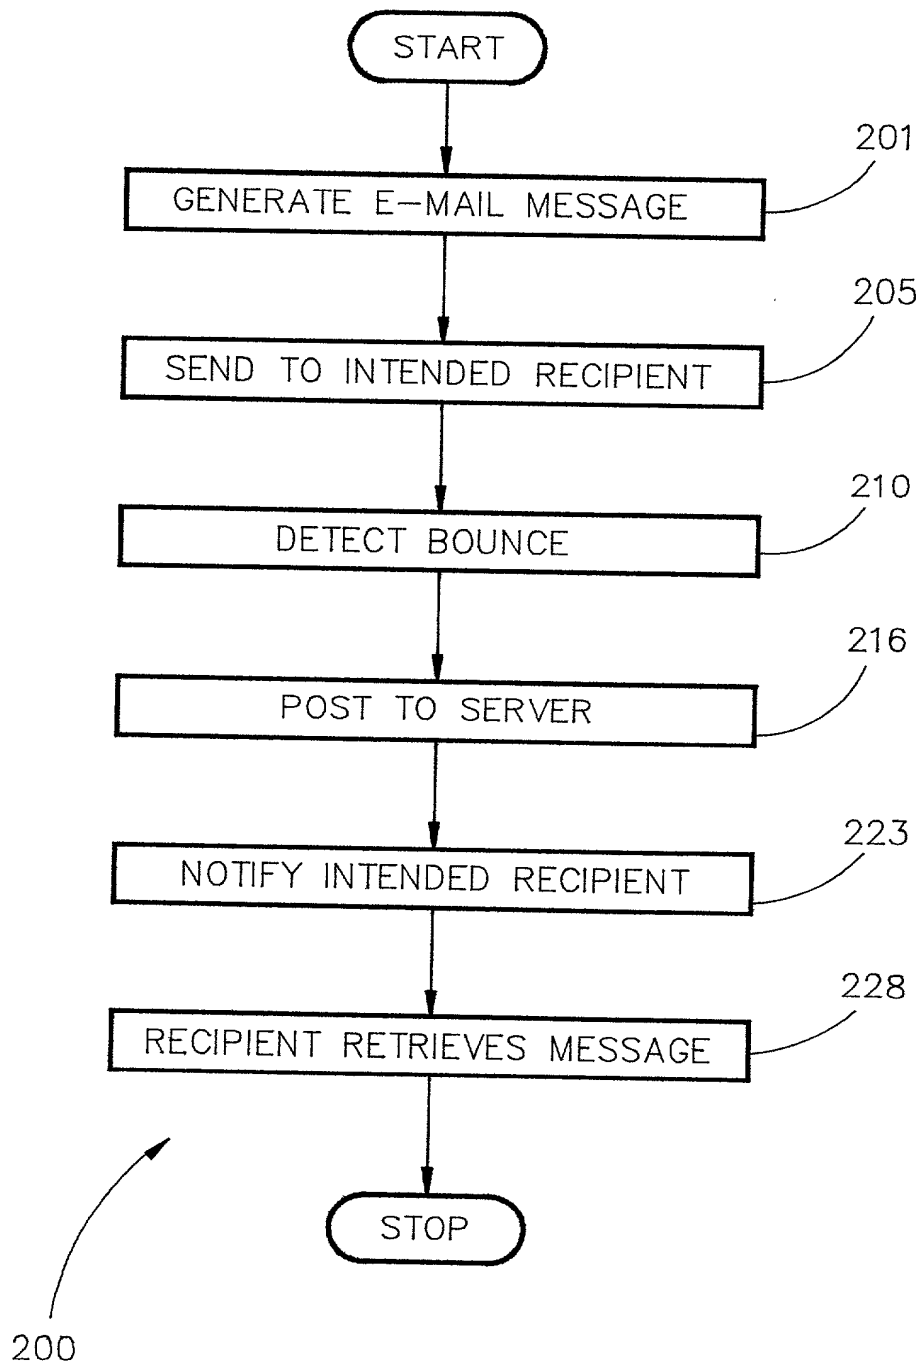 START
201
GENERATE E-MAIL MESSAGE
205
SEND TO INTENDED RECIPIENT
210
DETECT BOUNCE
216
POST TO SERVER
223
NOTIFY INTENDED RECIPIENT
228
RECIPIENT RETRIEVES MESSAGE
STOP
200